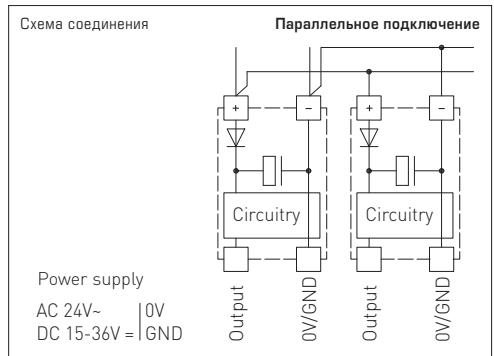 Схема соединения
Параллельное подключение
+ − + −
Circuitry Circuitry
Power supply
AC 24V~ | 0V
DC 15-36V = | GND
Output
0V/GND
Output
0V/GND